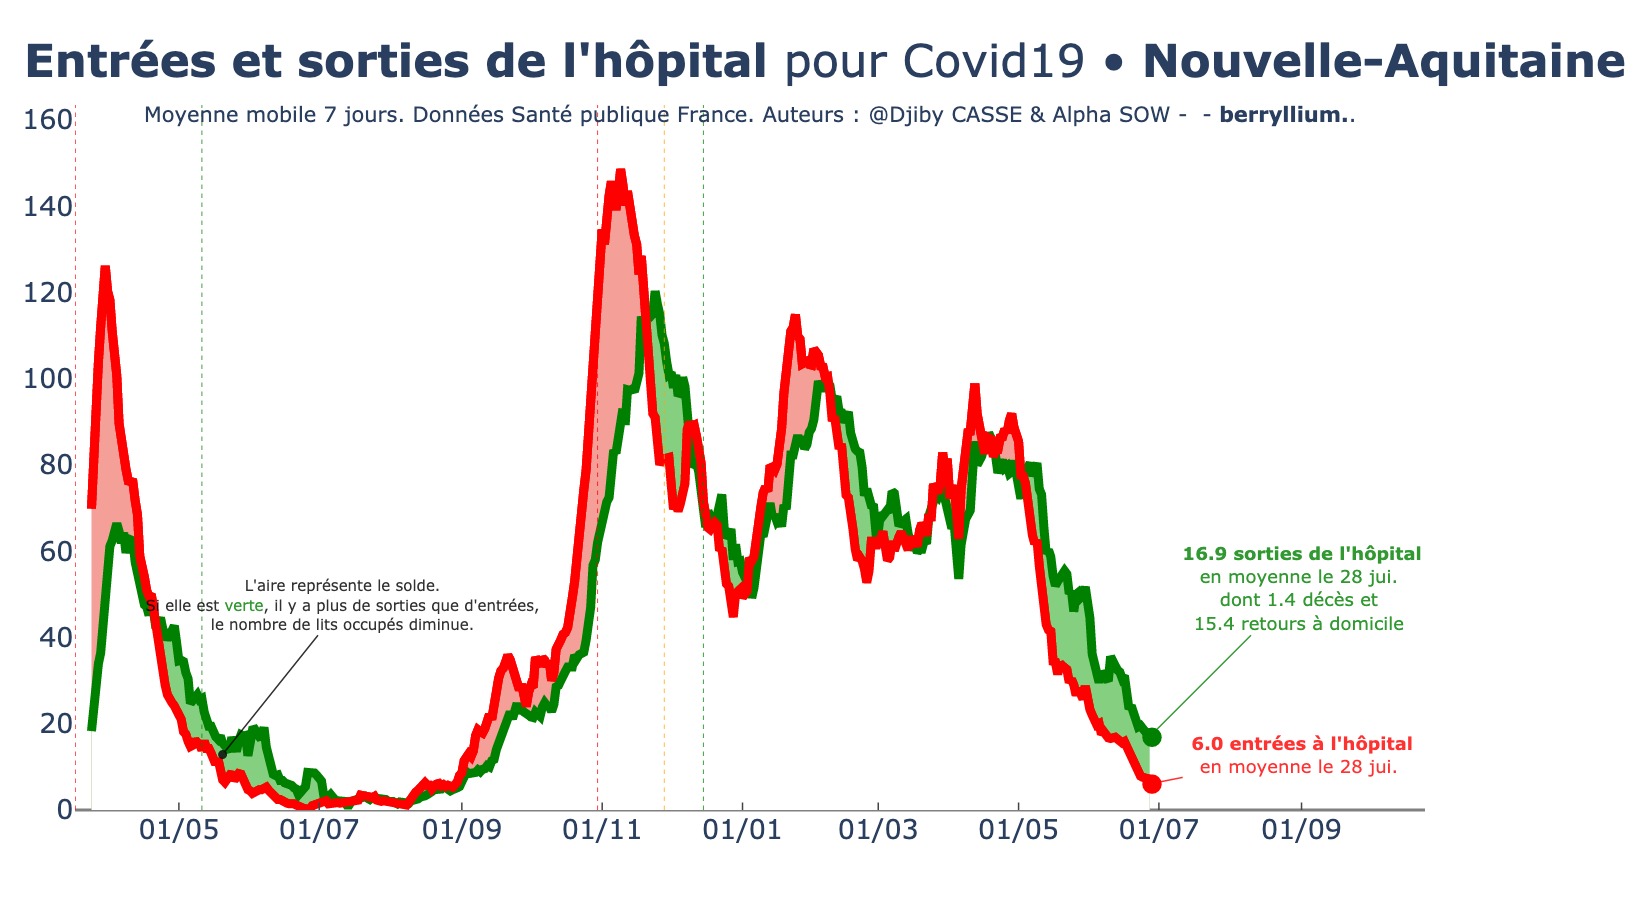 Entrées et sorties de l'hôpital pour Covid19 • Nouvelle-Aquitaine
Moyenne mobile 7 jours. Données Santé publique France. Auteurs : @Djiby CASSE & Alpha SOW - - berryllium..
160
140
120
100
80
60
40
20
0
L'aire représente le solde.
Si elle est verte, il y a plus de sorties que d'entrées,
le nombre de lits occupés diminue.
16.9 sorties de l'hôpital
en moyenne le 28 jui.
dont 1.4 décès et
15.4 retours à domicile
6.0 entrées à l'hôpital
en moyenne le 28 jui.
01/05 01/07 01/09 01/11 01/01 01/03 01/05 01/07 01/09